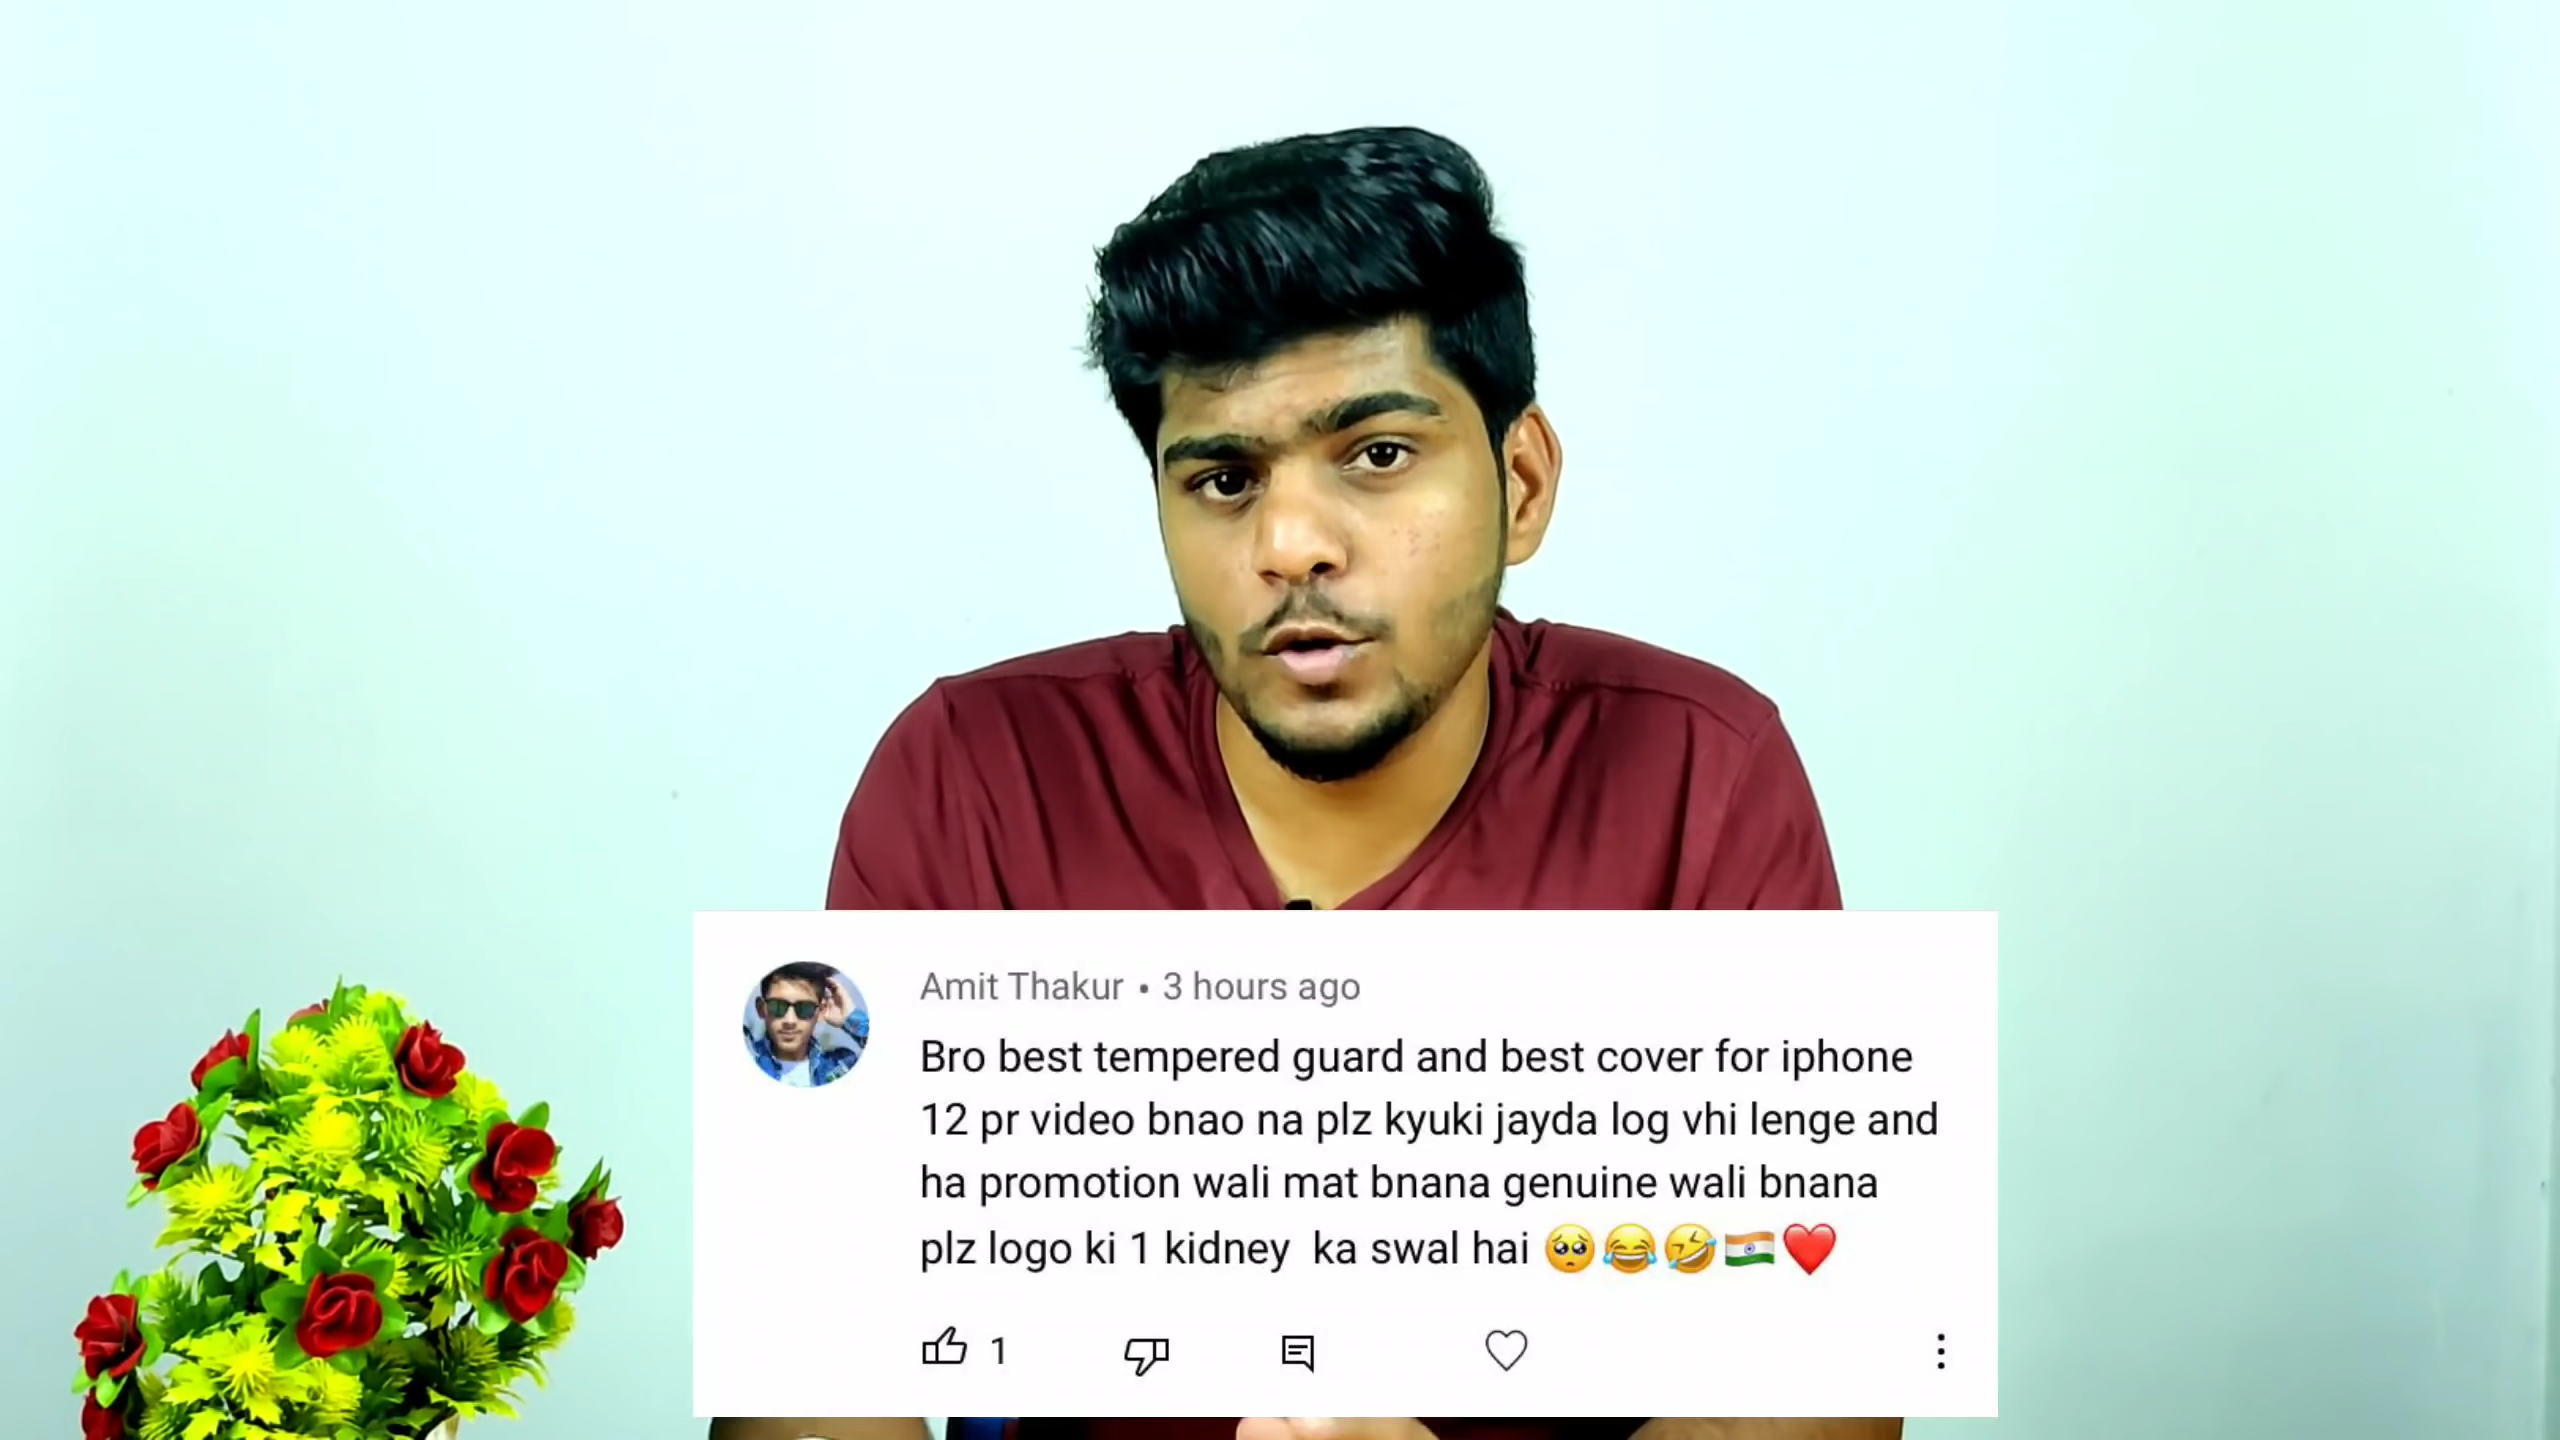 Amit Thakur • 3 hours ago
Bro best tempered guard and best cover for iphone
12 pr video bnao na plz kyuki jayda log vhi lenge and
ha promotion wali mat bnana genuine wali bnana
plz logo ki 1 kidney ka swal hai 🥺😂🤣🇮🇳❤️
1